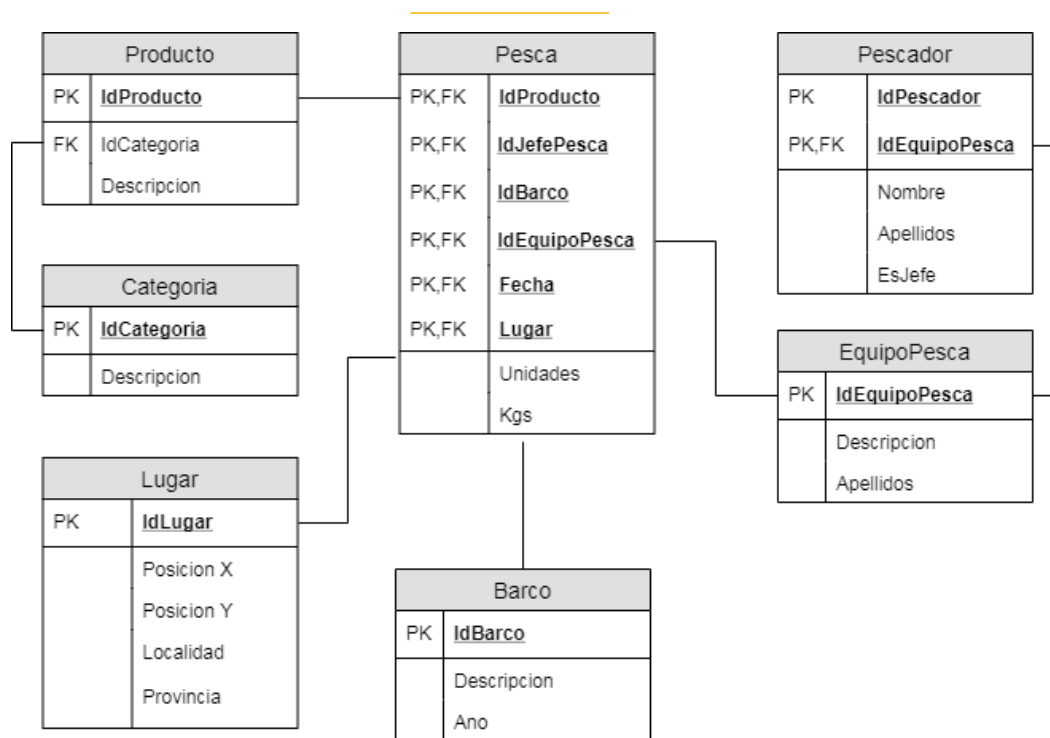 Producto
PK IdProducto
FK IdCategoria
Descripcion
Categoria
PK IdCategoria
Descripcion
Lugar
PK IdLugar
Posicion X
Posicion Y
Localidad
Provincia
Pesca
PK,FK IdProducto
PK,FK IdJefePesca
PK,FK IdBarco
PK,FK IdEquipoPesca
PK,FK Fecha
PK,FK Lugar
Unidades
Kgs
Barco
PK IdBarco
Descripcion
Ano
Pescador
PK IdPescador
PK,FK IdEquipoPesca
Nombre
Apellidos
EsJefe
EquipoPesca
PK IdEquipoPesca
Descripcion
Apellidos